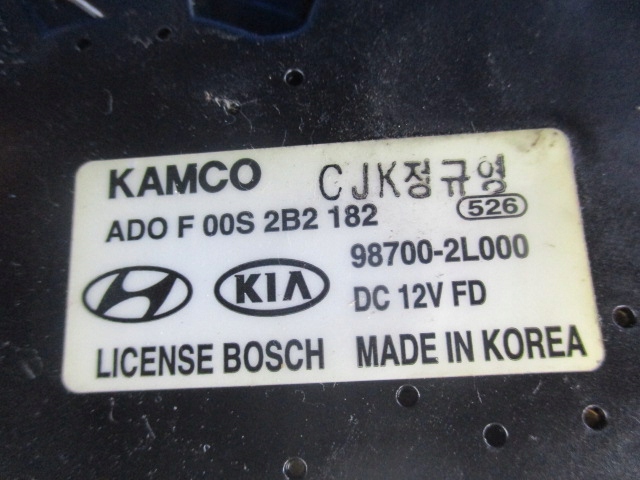 KAMCO CJK정규영
ADO F 00S 2B2 182 526
98700-2L000
KIA DC 12V FD
LICENSE BOSCH MADE IN KOREA